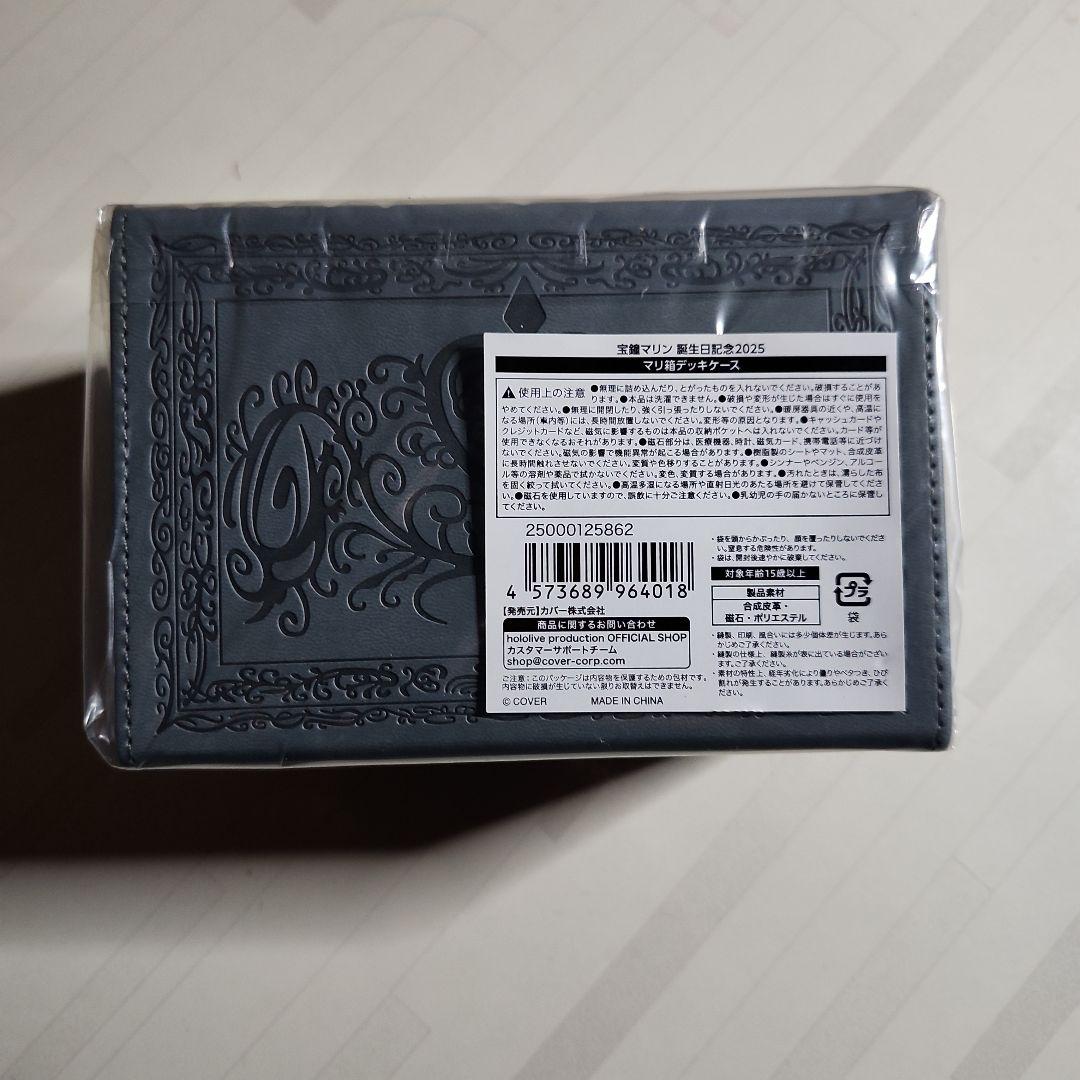 宝鐘マリン 誕生日記念2025
マリ箱デッキケース
使用上の注意 ●無理に詰め込んだり、とがったものを入れないでください。破損することがあ
ります。●本品は洗濯できません。●破損や変形が生じた場合はすぐに使用を
やめてください。●無理に開閉したり、強く引っ張ったりしないでください。●暖房器具の近くや、高温に
なる場所(車内等)には、長時間放置しないでください。変形等の原因となります。●キャッシュカードや
クレジットカードなど、磁気に影響するものは本品の収納ポケットへは入れないでください。カード等が
使用できなくなるおそれがあります。●磁石部分は、医療機器、時計、磁気カード、携帯電話等に近づけ
ないでください。磁気の影響で機能異常が起こる場合があります。●樹脂製のシートやマット、合成皮革
に長時間触れさせないでください。変質や色移りすることがあります。●シンナーやベンジン、アルコー
ル等の溶剤や薬品で拭かないでください。変色、変質する場合があります。●汚れたときは、濡らした布
を固く絞って拭いてください。●高温多湿になる場所や直射日光のあたる場所を避けて保管してくださ
い。●磁石を使用していますので、誤飲に十分ご注意ください。●乳幼児の手の届かないところに保管し
てください。
25000125862
4 573689 964018
【発売元】カバー株式会社
商品に関するお問い合わせ
hololive production OFFICIAL SHOP
カスタマーサポートチーム
shop@cover-corp.com
ご注意:このパッケージは内容物を保護するための包材です。
内容物に破損が生じていない限りお取替えはできません。
© COVER MADE IN CHINA
・袋を頭からかぶったり、顔を覆ったりしないでくださ
い。窒息する危険性があります。
・袋は、開封後速やかに破棄してください。
対象年齢15歳以上
製品素材
合成皮革・
磁石・ポリエステル
プラ
袋
・縫製、印刷、風合いには多少個体差が生じます。あら
かじめご了承ください。
・縫製の仕様上、縫製糸が表に出ている場合がござい
ます。ご了承ください。
・素材の特性上、経年劣化により曇りやベタつき、ひび
割れが発生することがあります。あらかじめご了承く
ださい。